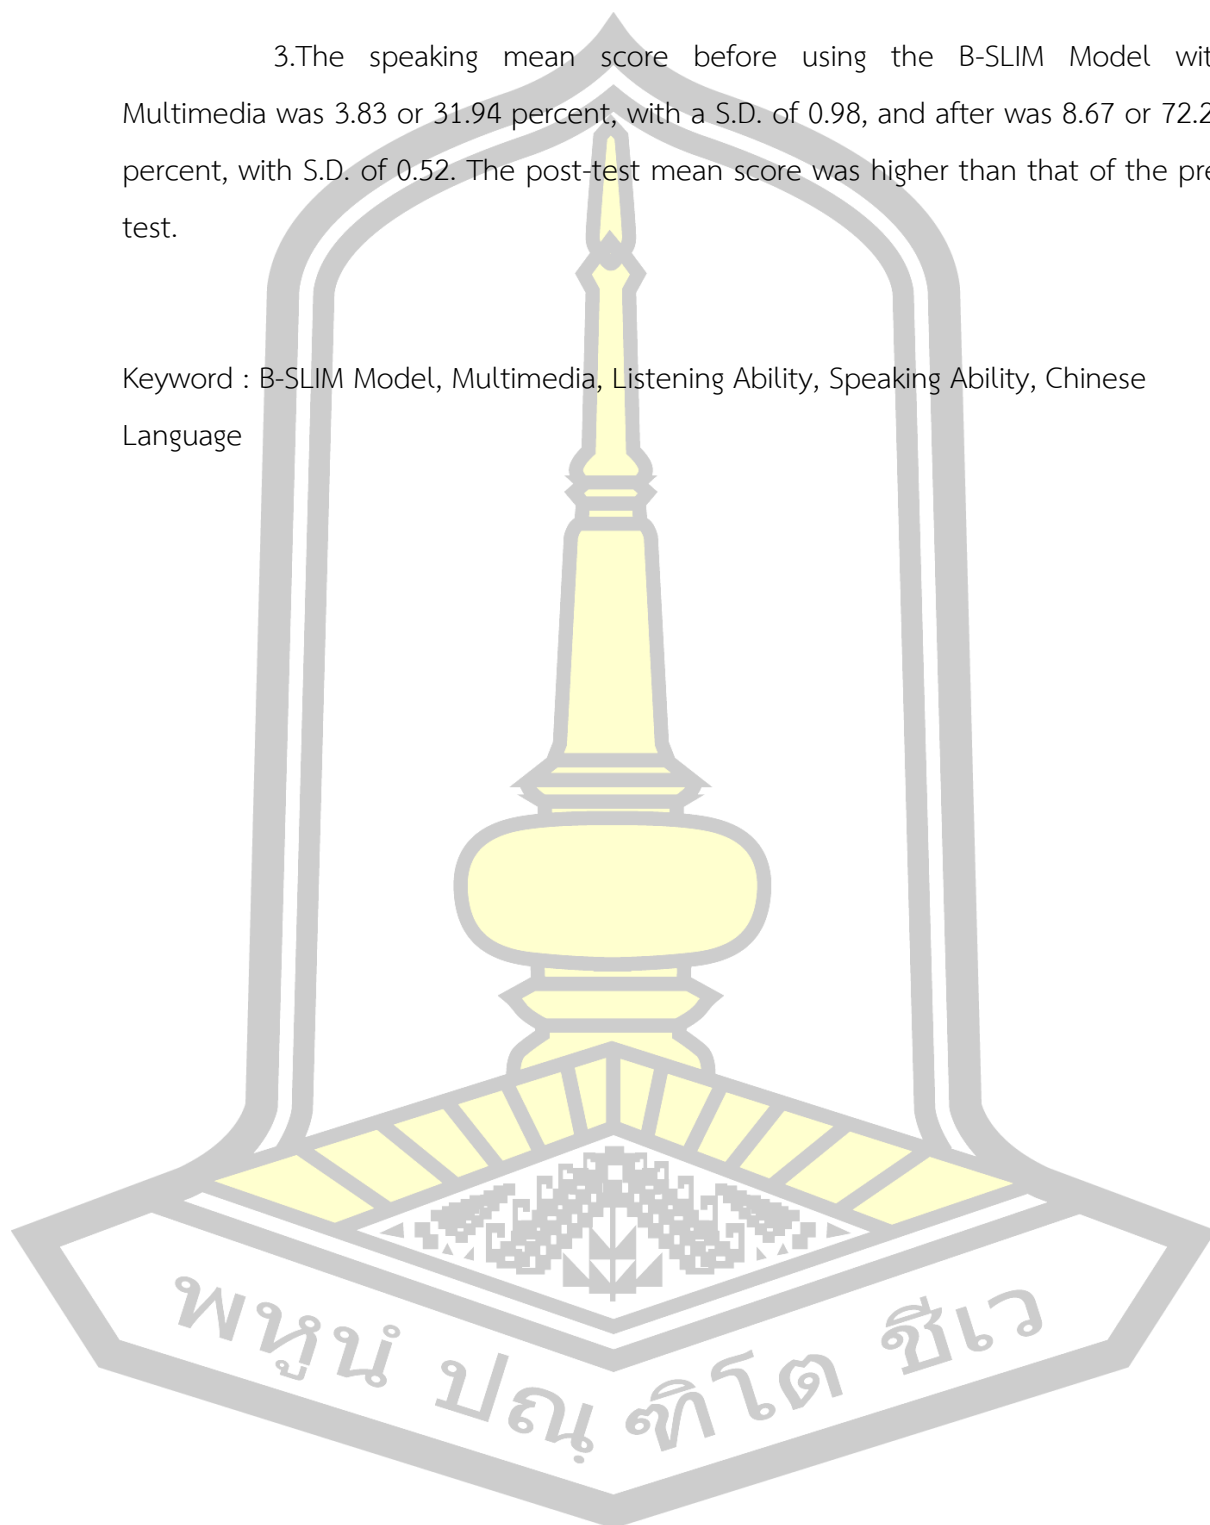 3.The speaking mean score before using the B-SLIM Model wit
Multimedia was 3.83 or 31.94 percent, with a S.D. of 0.98, and after was 8.67 or 72.2
percent, with S.D. of 0.52. The post-test mean score was higher than that of the pre
test.
Keyword : B-SLIM Model, Multimedia, Listening Ability, Speaking Ability, Chinese
Language
พหูนํ ปณฺ ฑิโต ชีเว